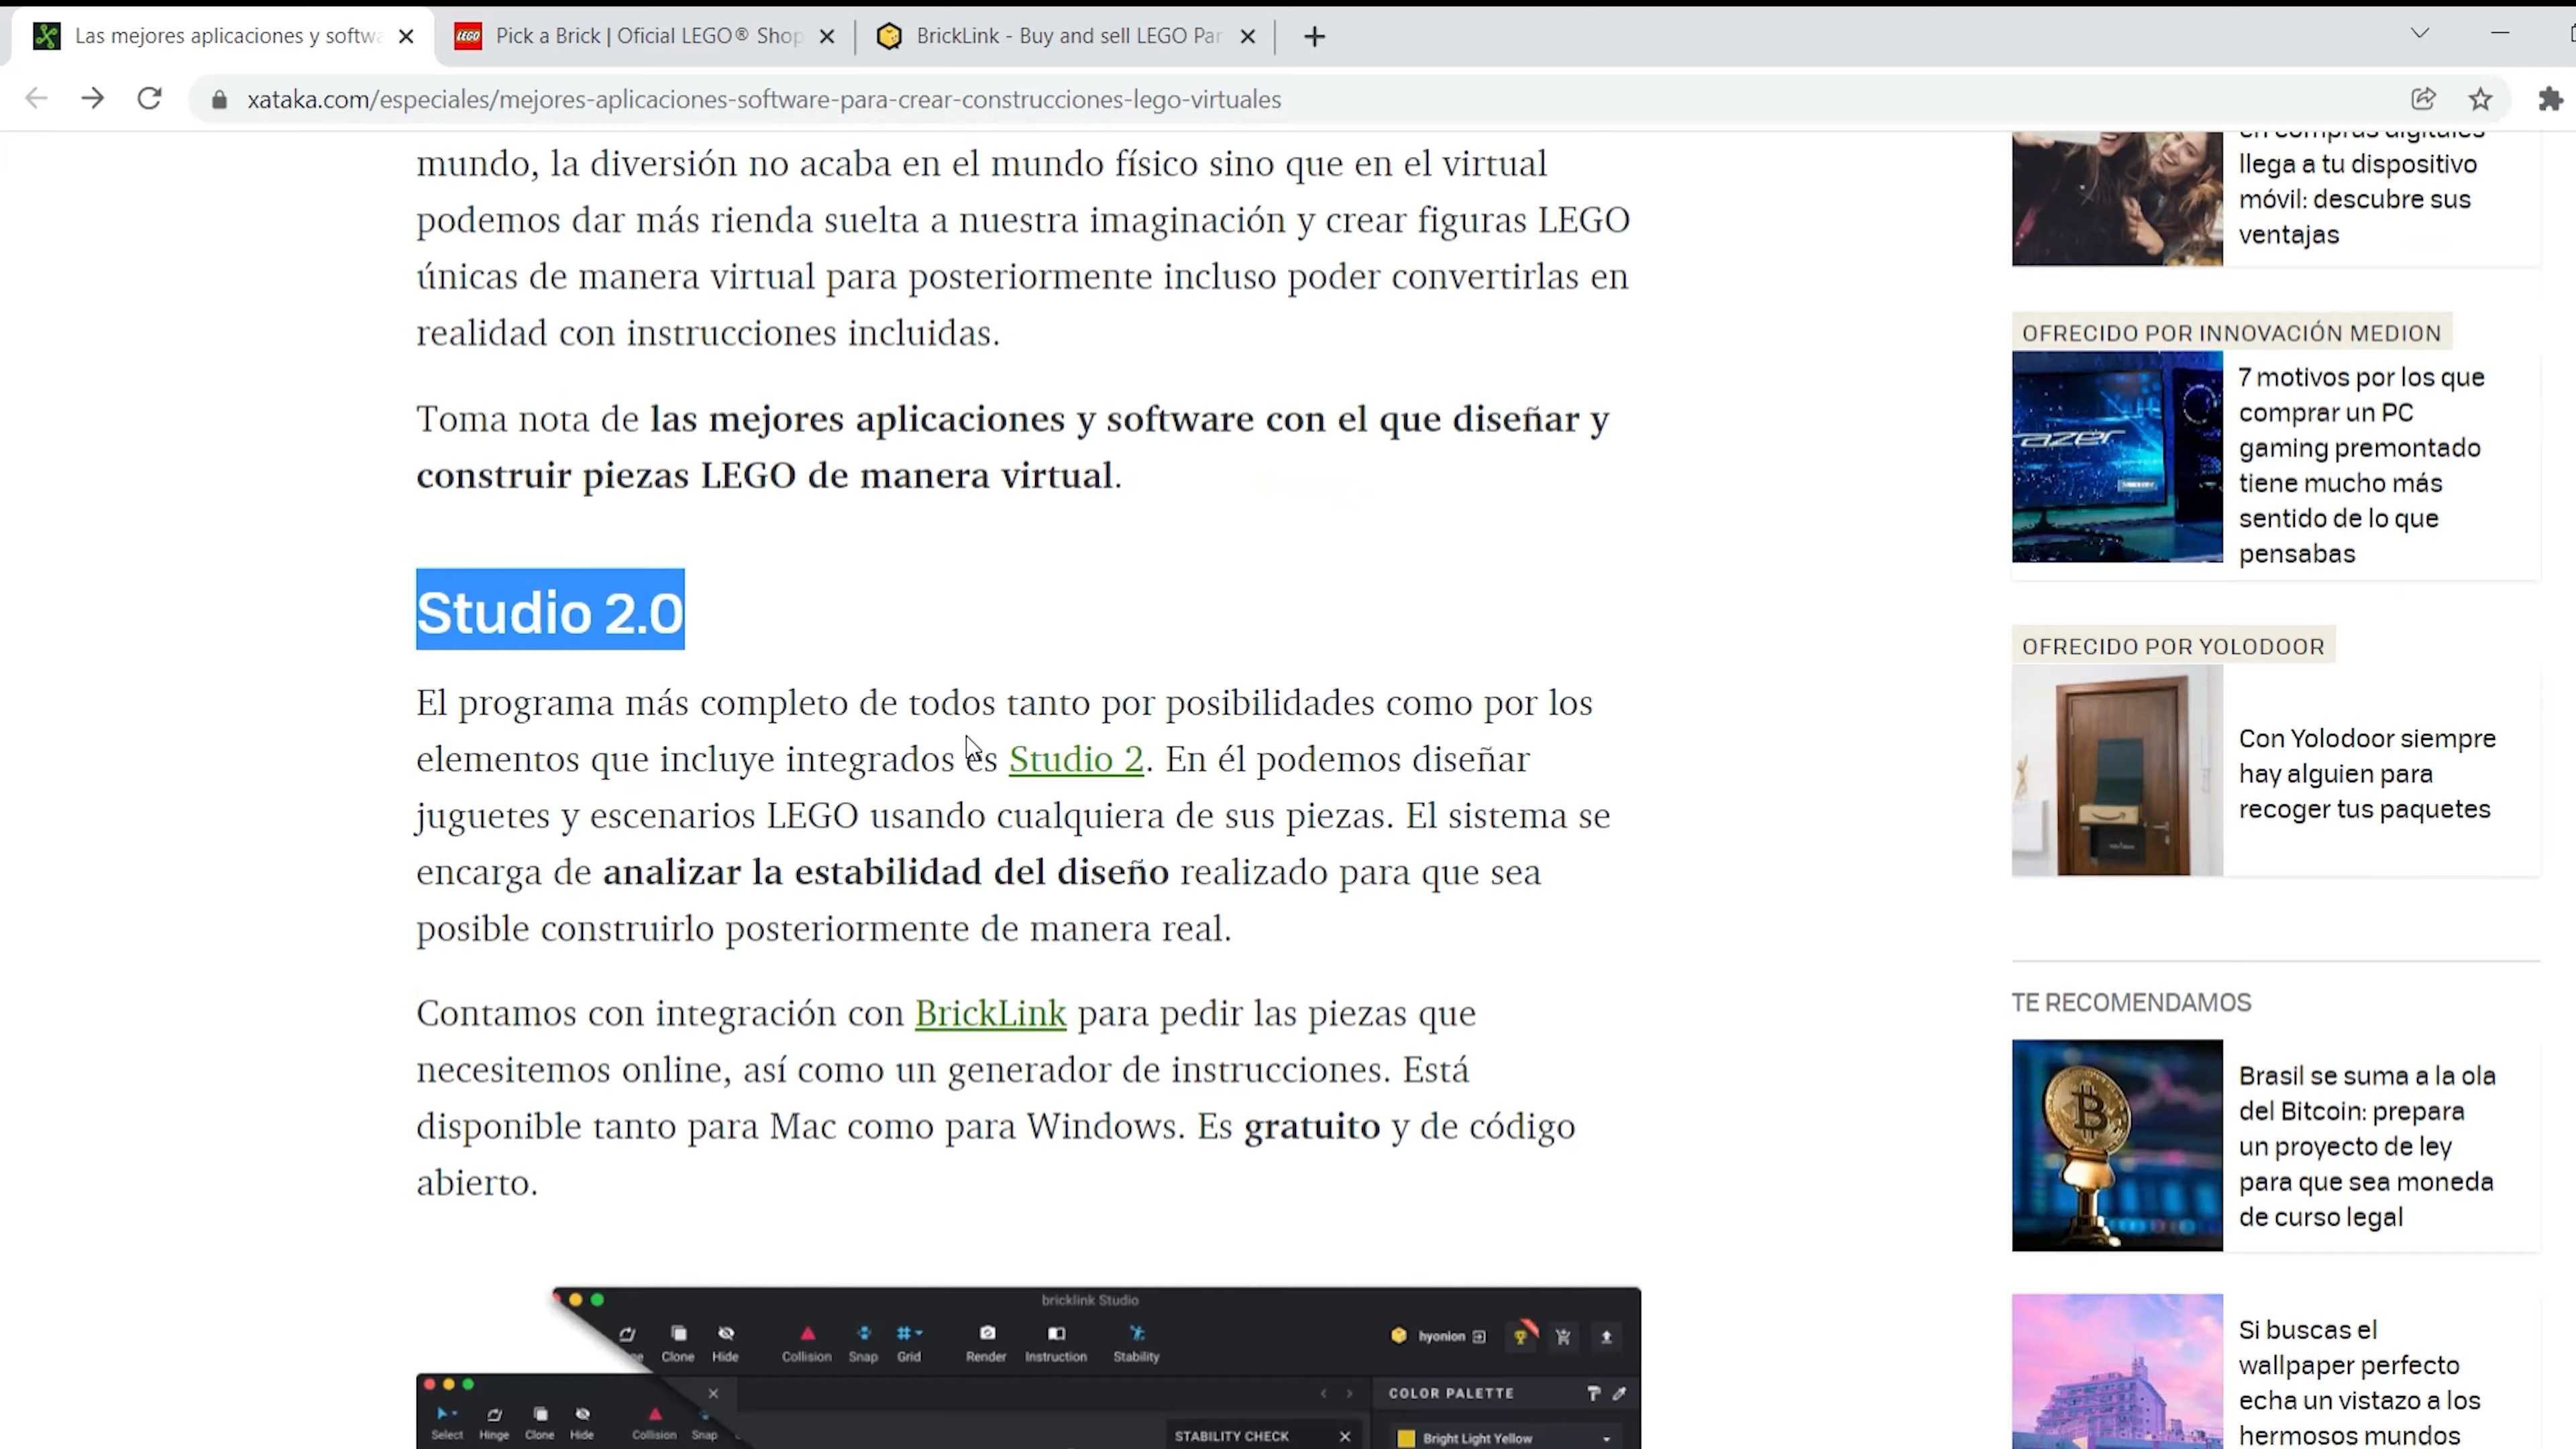 Las mejores aplicaciones y softwa
Pick a Brick | Oficial LEGO® Shop
BrickLink - Buy and sell LEGO Par
xataka.com/especiales/mejores-aplicaciones-software-para-crear-construcciones-lego-virtuales
mundo, la diversión no acaba en el mundo físico sino que en el virtual
podemos dar más rienda suelta a nuestra imaginación y crear figuras LEGO
únicas de manera virtual para posteriormente incluso poder convertirlas en
realidad con instrucciones incluidas.
Toma nota de las mejores aplicaciones y software con el que diseñar y
construir piezas LEGO de manera virtual.
Studio 2.0
El programa más completo de todos tanto por posibilidades como por los
elementos que incluye integrados es Studio 2. En él podemos diseñar
juguetes y escenarios LEGO usando cualquiera de sus piezas. El sistema se
encarga de analizar la estabilidad del diseño realizado para que sea
posible construirlo posteriormente de manera real.
Contamos con integración con BrickLink para pedir las piezas que
necesitemos online, así como un generador de instrucciones. Está
disponible tanto para Mac como para Windows. Es gratuito y de código
abierto.
bricklink Studio
Clone Hide Collision Snap Grid Render Instruction Stability
hyonion
COLOR PALETTE
Select Hinge Clone Hide Collision Snap
STABILITY CHECK
Bright Light Yellow
en compras digitales
llega a tu dispositivo
móvil: descubre sus
ventajas
OFRECIDO POR INNOVACIÓN MEDION
7 motivos por los que
comprar un PC
gaming premontado
tiene mucho más
sentido de lo que
pensabas
OFRECIDO POR YOLODOOR
Con Yolodoor siempre
hay alguien para
recoger tus paquetes
TE RECOMENDAMOS
Brasil se suma a la ola
del Bitcoin: prepara
un proyecto de ley
para que sea moneda
de curso legal
Si buscas el
wallpaper perfecto
echa un vistazo a los
hermosos mundos